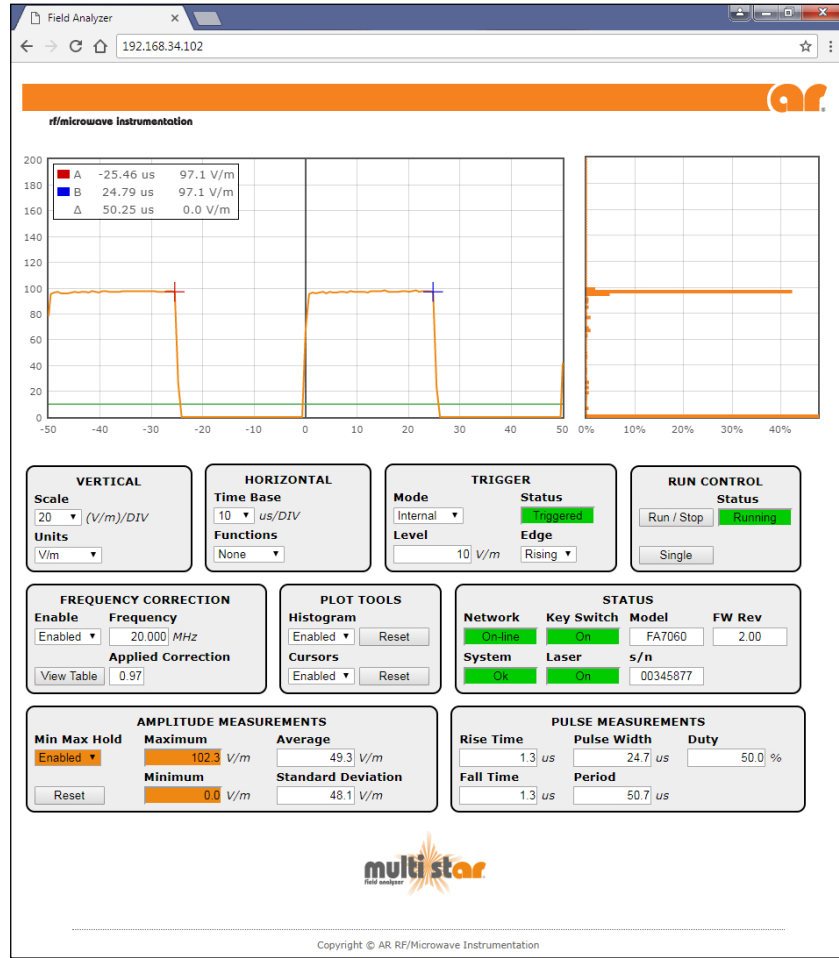 Field Analyzer
192.168.34.102
ar
rf/microwave instrumentation
200
180
160
140
120
100
80
60
40
20
0
A -25.46 us 97.1 V/m
B 24.79 us 97.1 V/m
Δ 50.25 us 0.0 V/m
-50 -40 -30 -20 -10 0 10 20 30 40 50
0% 10% 20% 30% 40%
VERTICAL
Scale
20 (V/m)/DIV
Units
V/m
HORIZONTAL
Time Base
10 us/DIV
Functions
None
TRIGGER
Mode Status
Internal Triggered
Level Edge
10 V/m Rising
RUN CONTROL
Status
Run / Stop Running
Single
FREQUENCY CORRECTION
Enable Frequency
Enabled 20.000 MHz
Applied Correction
View Table 0.97
PLOT TOOLS
Histogram
Enabled Reset
Cursors
Enabled Reset
STATUS
Network Key Switch Model FW Rev
On-line On FA7060 2.00
System Laser s/n
Ok On 00345877
AMPLITUDE MEASUREMENTS
Min Max Hold Maximum Average
Enabled 102.3 V/m 49.3 V/m
Minimum Standard Deviation
Reset 0.0 V/m 48.1 V/m
PULSE MEASUREMENTS
Rise Time Pulse Width Duty
1.3 us 24.7 us 50.0 %
Fall Time Period
1.3 us 50.7 us
multistar
field analyzer
Copyright © AR RF/Microwave Instrumentation